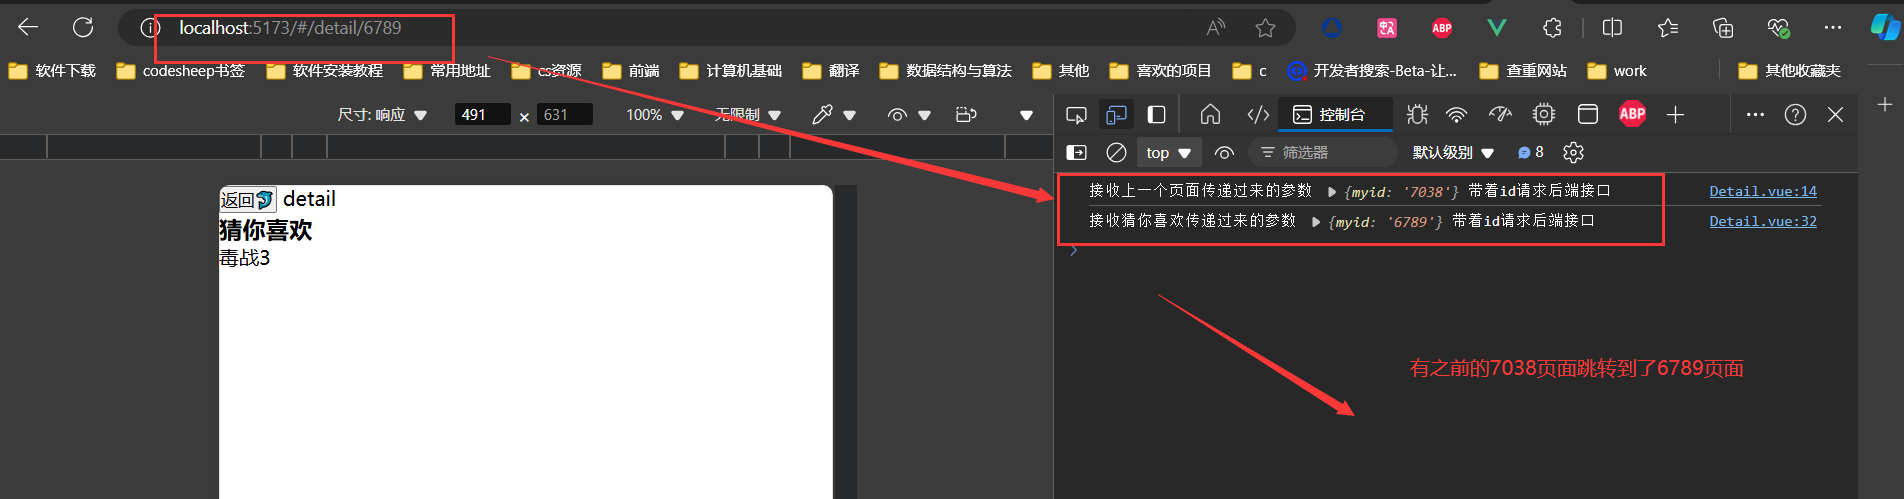 localhost:5173/#/detail/6789
软件下载 codesheep书签 软件安装教程 常用地址 cs资源 前端 计算机基础 翻译 数据结构与算法 其他 喜欢的项目 c 开发者搜索-Beta-让... 查重网站 work 其他收藏夹
尺寸: 响应 491 × 631 100% 无限制
控制台 ABP
top 筛选器 默认级别 8
接收上一个页面传递过来的参数 {myid: '7038'} 带着id请求后端接口 Detail.vue:14
接收猜你喜欢传递过来的参数 {myid: '6789'} 带着id请求后端接口 Detail.vue:32
返回 detail
猜你喜欢
毒战3
有之前的7038页面跳转到了6789页面